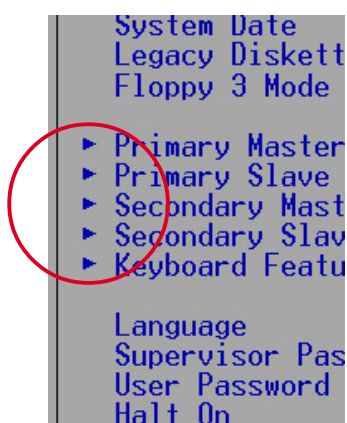 System Date
Legacy Diskett
Floppy 3 Mode
Primary Master
Primary Slave
Secondary Mast
Secondary Slav
Keyboard Featu
Language
Supervisor Pas
User Password
Halt On